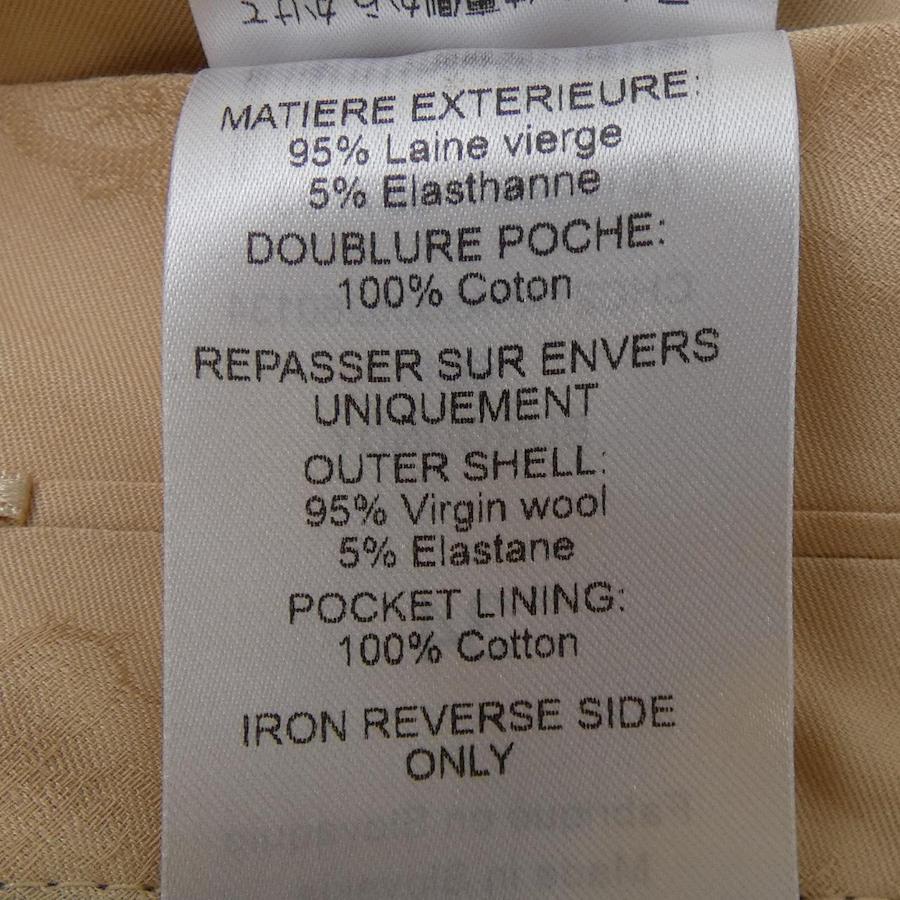 MATIERE EXTERIEURE:
95% Laine vierge
5% Elasthanne
DOUBLURE POCHE:
100% Coton
REPASSER SUR ENVERS
UNIQUEMENT
OUTER SHELL:
95% Virgin wool
5% Elastane
POCKET LINING:
100% Cotton
IRON REVERSE SIDE
ONLY